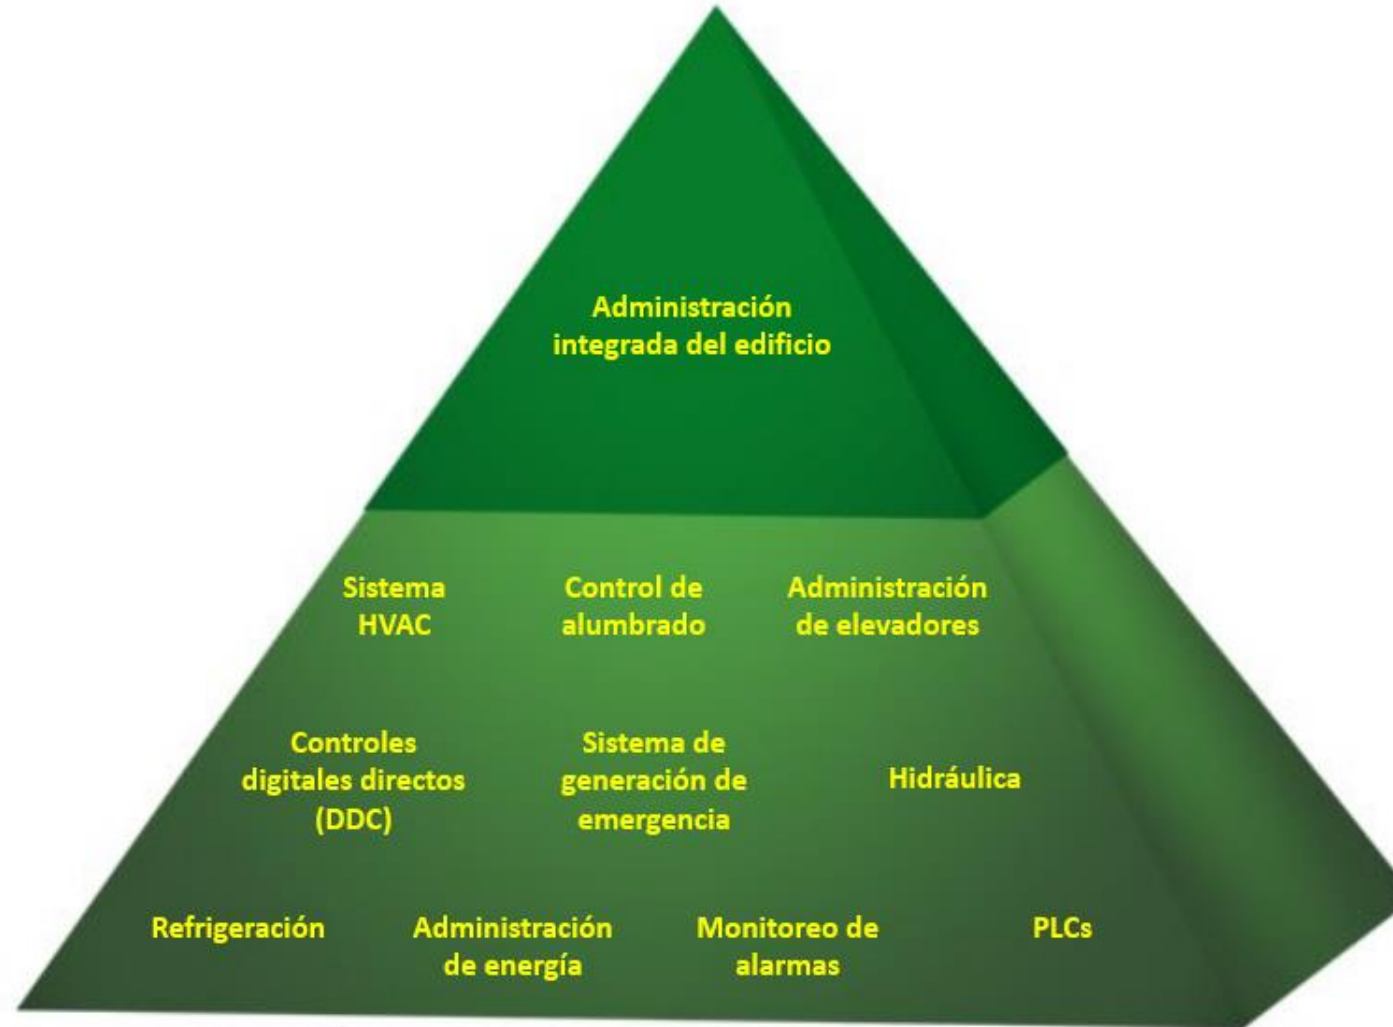 Administración
integrada del edificio
Sistema
HVAC
Control de
alumbrado
Administración
de elevadores
Controles
digitales directos
(DDC)
Sistema de
generación de
emergencia
Hidráulica
Refrigeración
Administración
de energía
Monitoreo de
alarmas
PLCs